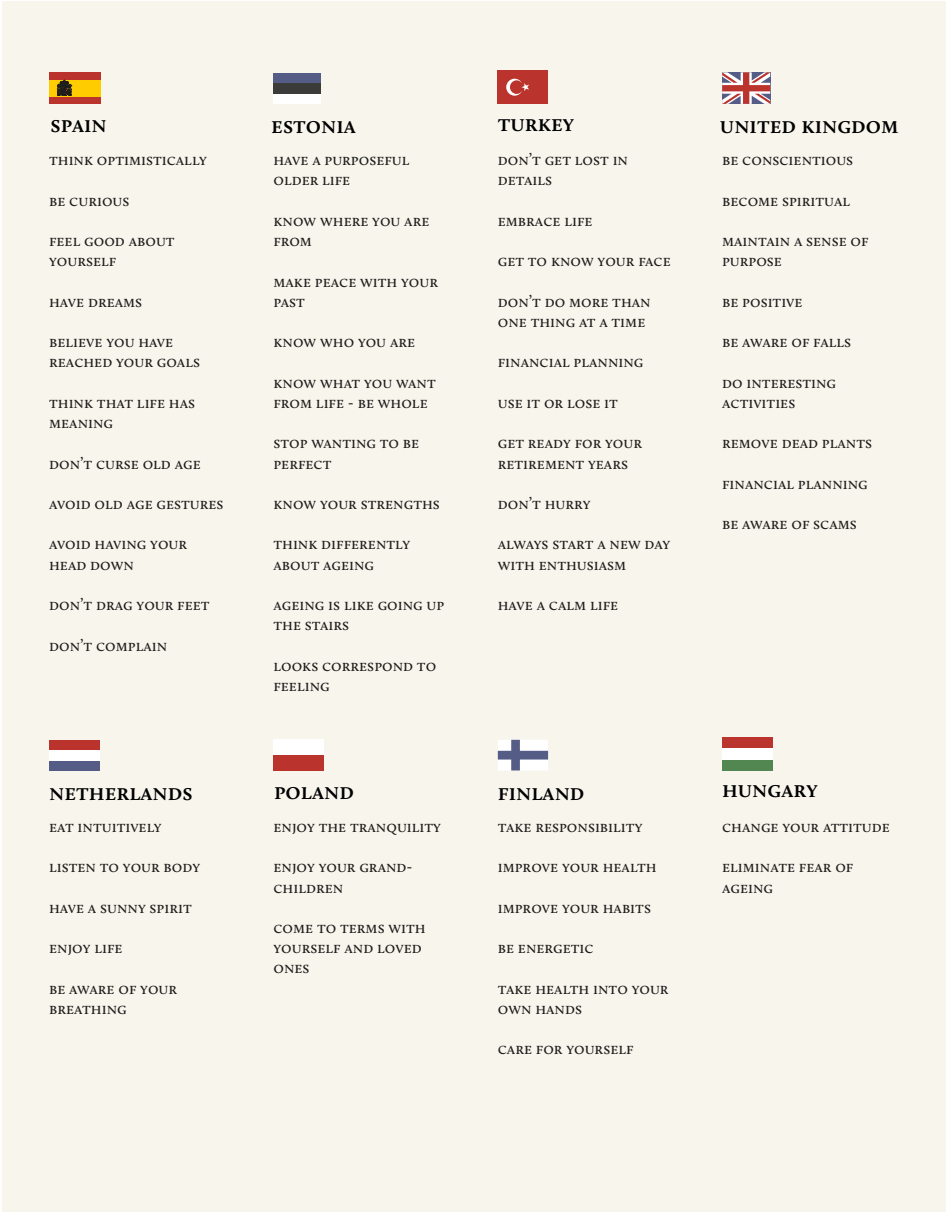 SPAIN
THINK OPTIMISTICALLY
BE CURIOUS
FEEL GOOD ABOUT
YOURSELF
HAVE DREAMS
BELIEVE YOU HAVE
REACHED YOUR GOALS
THINK THAT LIFE HAS
MEANING
DON'T CURSE OLD AGE
AVOID OLD AGE GESTURES
AVOID HAVING YOUR
HEAD DOWN
DON'T DRAG YOUR FEET
DON'T COMPLAIN
ESTONIA
HAVE A PURPOSEFUL
OLDER LIFE
KNOW WHERE YOU ARE
FROM
MAKE PEACE WITH YOUR
PAST
KNOW WHO YOU ARE
KNOW WHAT YOU WANT
FROM LIFE - BE WHOLE
STOP WANTING TO BE
PERFECT
KNOW YOUR STRENGTHS
THINK DIFFERENTLY
ABOUT AGEING
AGEING IS LIKE GOING UP
THE STAIRS
LOOKS CORRESPOND TO
FEELING
TURKEY
DON'T GET LOST IN
DETAILS
EMBRACE LIFE
GET TO KNOW YOUR FACE
DON'T DO MORE THAN
ONE THING AT A TIME
FINANCIAL PLANNING
USE IT OR LOSE IT
GET READY FOR YOUR
RETIREMENT YEARS
DON'T HURRY
ALWAYS START A NEW DAY
WITH ENTHUSIASM
HAVE A CALM LIFE
UNITED KINGDOM
BE CONSCIENTIOUS
BECOME SPIRITUAL
MAINTAIN A SENSE OF
PURPOSE
BE POSITIVE
BE AWARE OF FALLS
DO INTERESTING
ACTIVITIES
REMOVE DEAD PLANTS
FINANCIAL PLANNING
BE AWARE OF SCAMS
NETHERLANDS
EAT INTUITIVELY
LISTEN TO YOUR BODY
HAVE A SUNNY SPIRIT
ENJOY LIFE
BE AWARE OF YOUR
BREATHING
POLAND
ENJOY THE TRANQUILITY
ENJOY YOUR GRAND-
CHILDREN
COME TO TERMS WITH
YOURSELF AND LOVED
ONES
FINLAND
TAKE RESPONSIBILITY
IMPROVE YOUR HEALTH
IMPROVE YOUR HABITS
BE ENERGETIC
TAKE HEALTH INTO YOUR
OWN HANDS
CARE FOR YOURSELF
HUNGARY
CHANGE YOUR ATTITUDE
ELIMINATE FEAR OF
AGEING